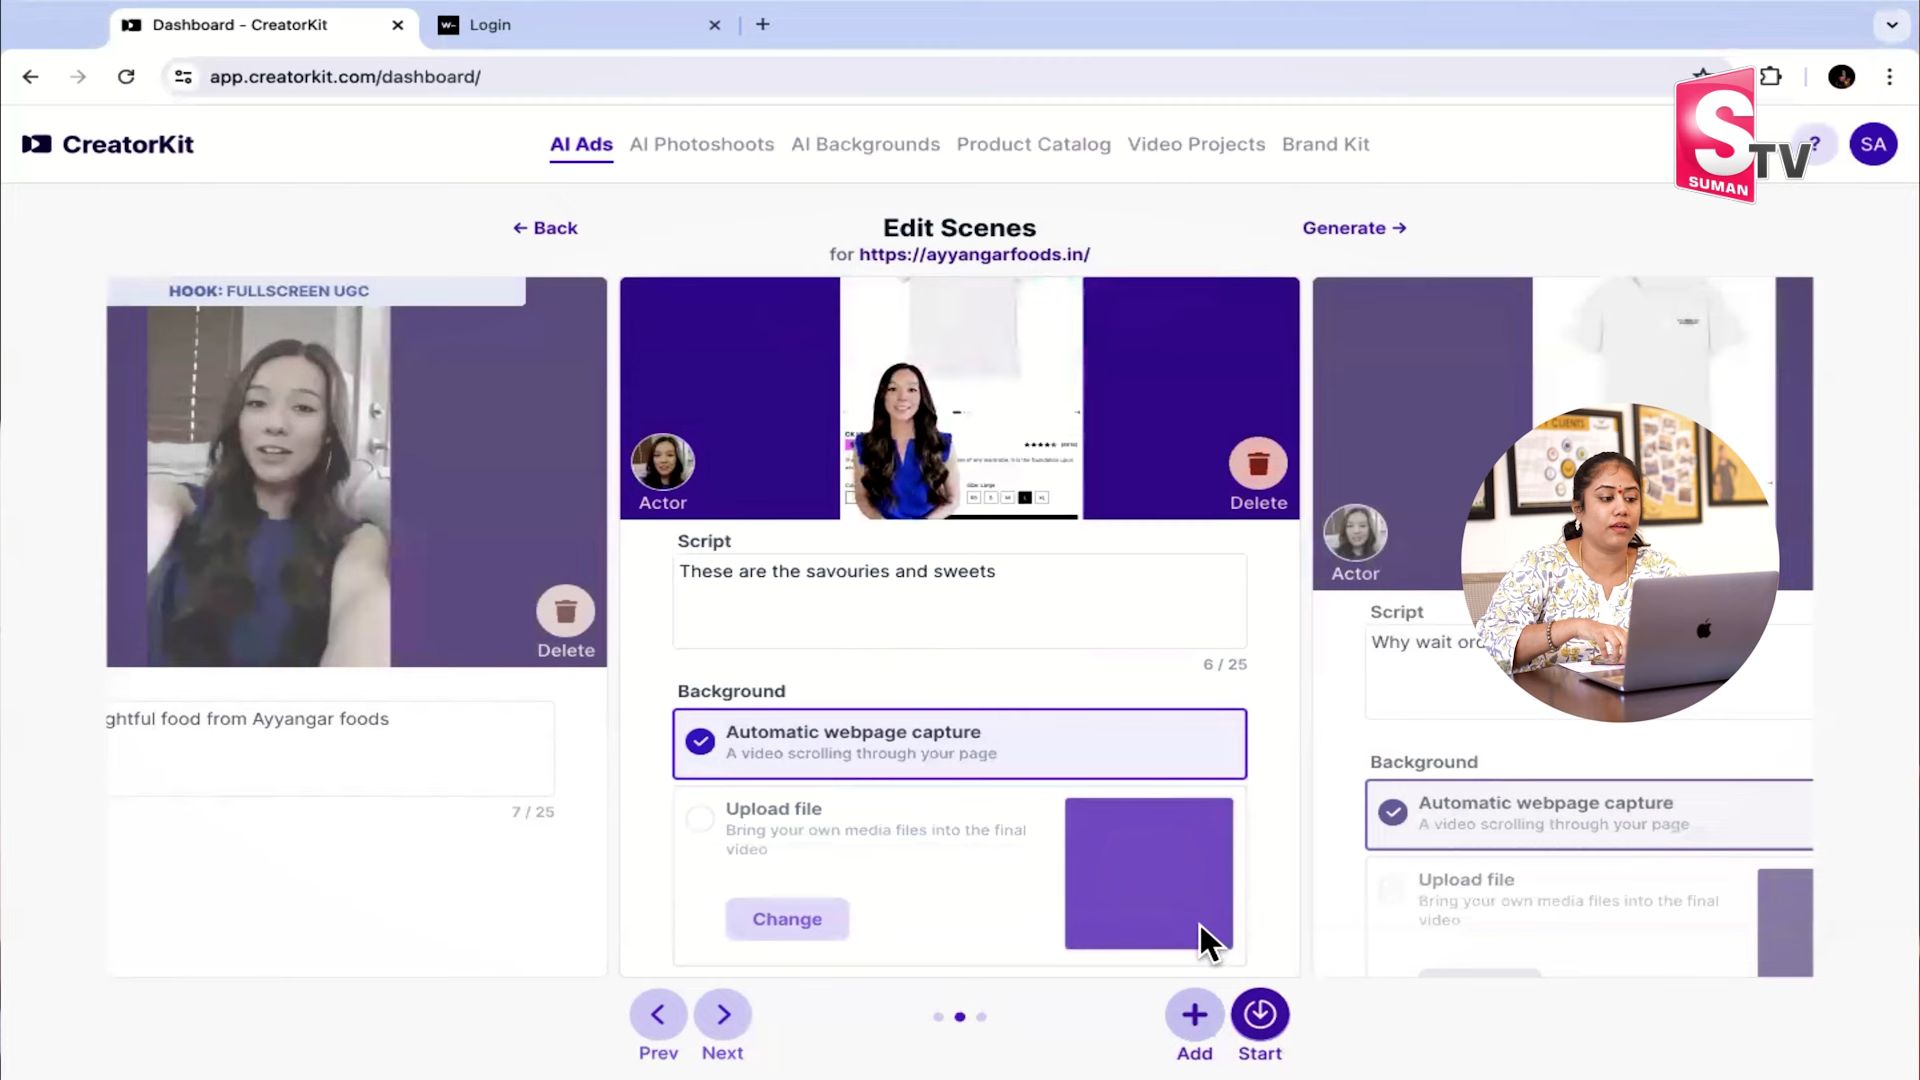 Dashboard - CreatorKit
w-
Login
app.creatorkit.com/dashboard/
CreatorKit
AI Ads
AI Photoshoots
AI Backgrounds
Product Catalog
Video Projects
Brand Kit
?
SA
S
TV
SUMAN
← Back
Edit Scenes
Generate →
for https://ayyangarfoods.in/
HOOK: FULLSCREEN UGC
Delete
ghtful food from Ayyangar foods
7 / 25
Actor
Size: Large
XS S M L XL
Delete
Script
These are the savouries and sweets
6 / 25
Background
Automatic webpage capture
A video scrolling through your page
Upload file
Bring your own media files into the final
video
Change
Actor
Script
Why wait
Background
Automatic webpage capture
A video scrolling through your page
Upload file
Bring your own media files into the final
video
CLIENTS
Prev
Next
Add
Start